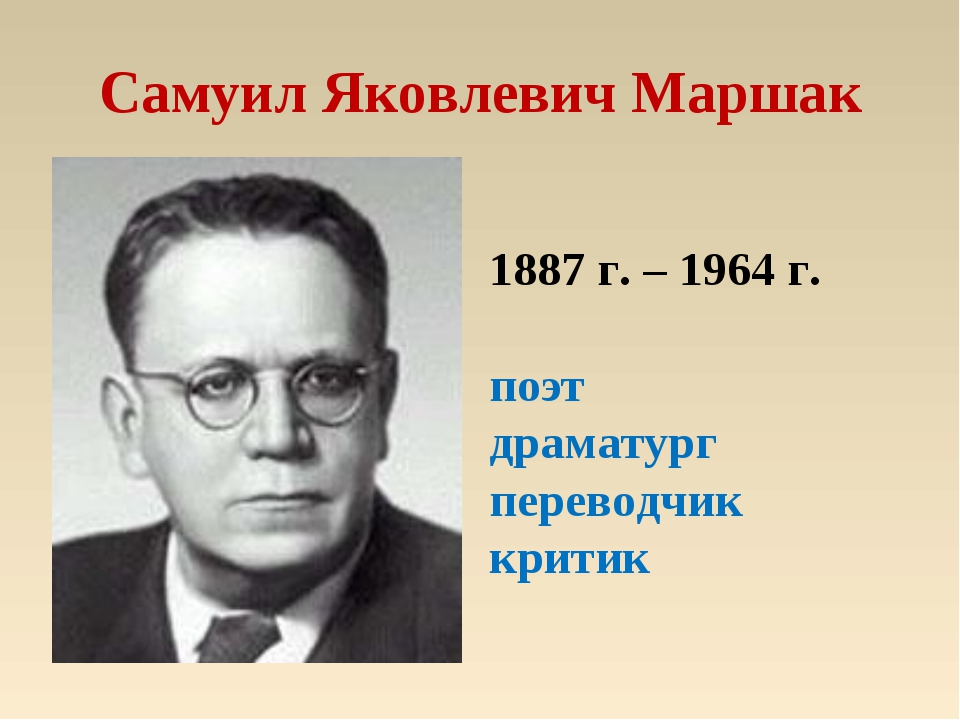 Самуил Яковлевич Маршак
1887 г. – 1964 г.
поэт
драматург
переводчик
критик